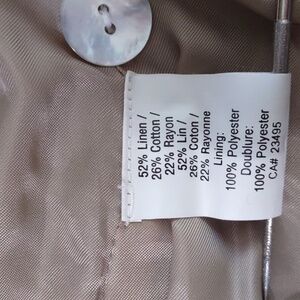 52% Linen /
26% Cotton /
22% Rayon
52% Lin /
26% Coton /
22% Rayonne
Lining:
100% Polyester
Doublure:
100% Polyester
CA# 23495